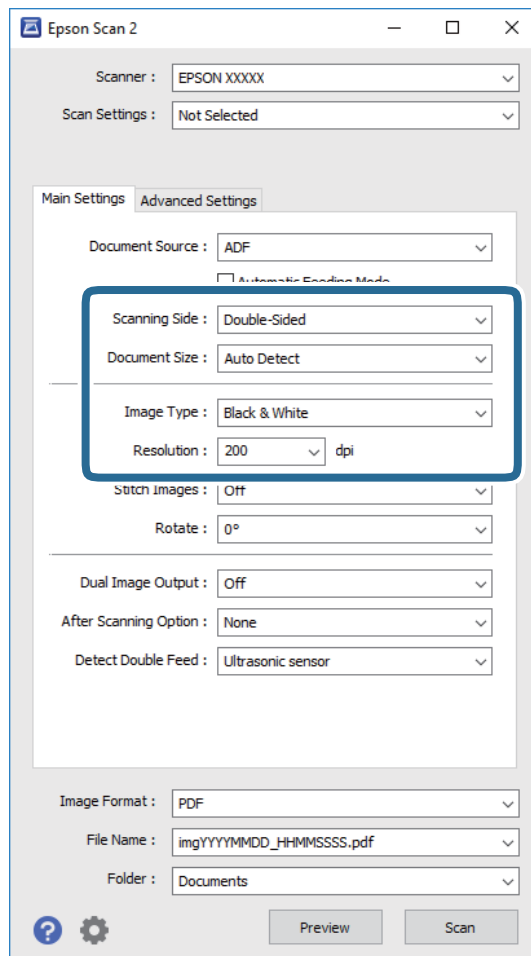 Epson Scan 2
Scanner : EPSON XXXXX
Scan Settings : Not Selected
Main Settings Advanced Settings
Document Source : ADF
Automatic Feeding Mode
Scanning Side : Double-Sided
Document Size : Auto Detect
Image Type : Black & White
Resolution : 200 dpi
Stitch Images : Off
Rotate : 0°
Dual Image Output : Off
After Scanning Option : None
Detect Double Feed : Ultrasonic sensor
Image Format : PDF
File Name : imgYYYYMMDD_HHMMSSSS.pdf
Folder : Documents
? Preview Scan